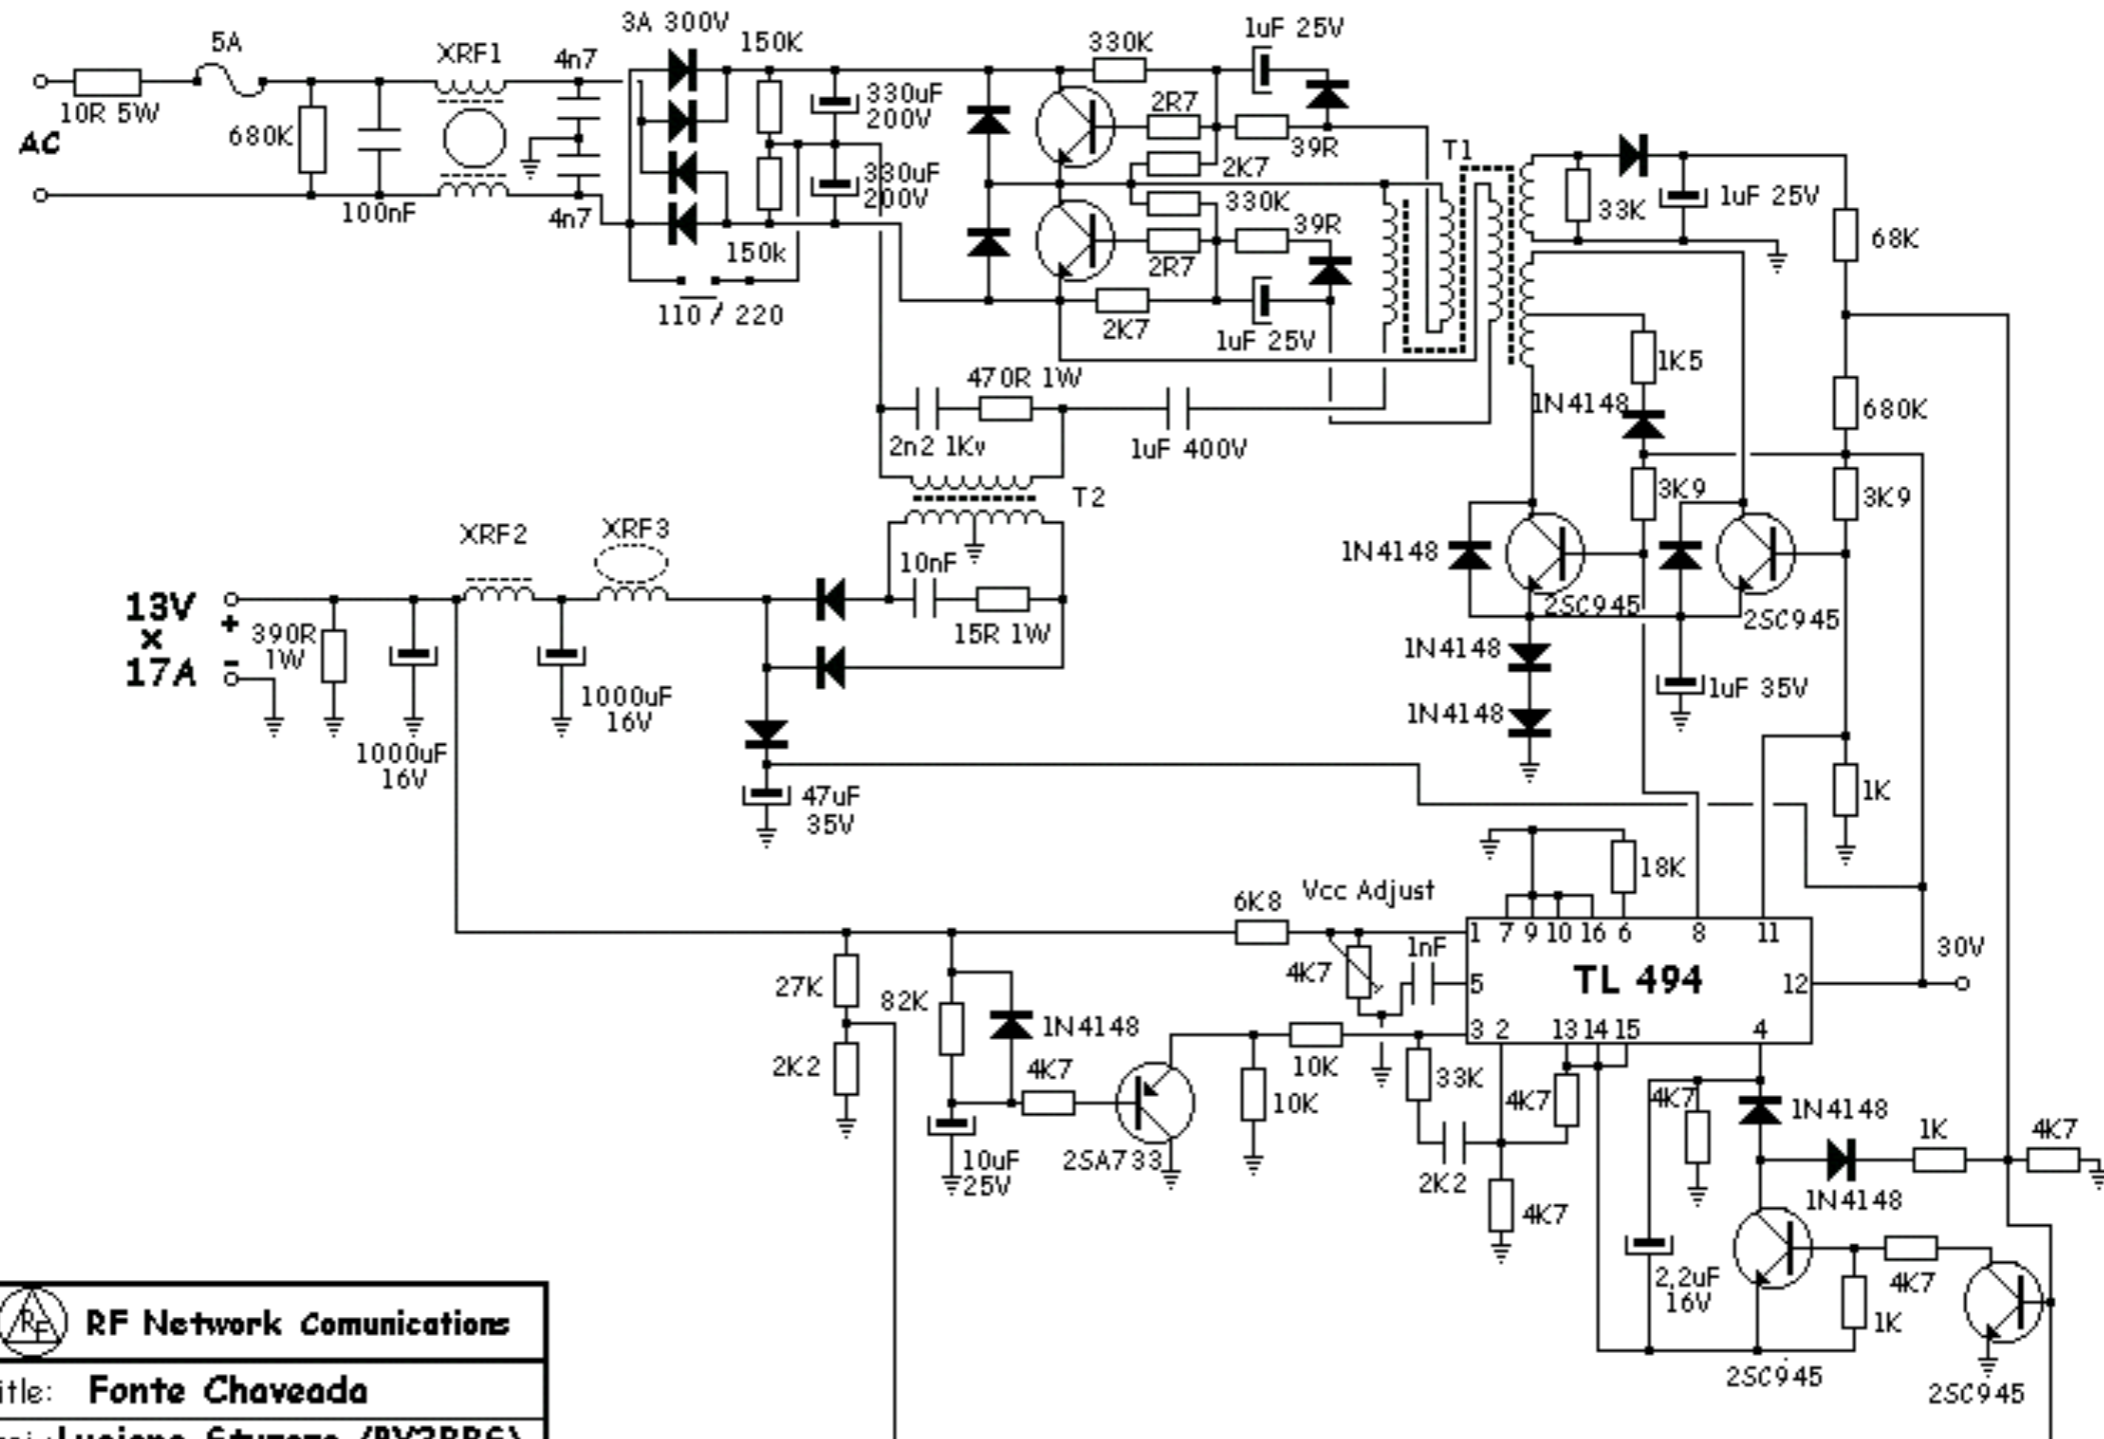 3A 300V
1uF 25V
5A
XRF1
4n7
150K
330K
330uF
200V
2R7
10R 5W
680K
AC
39R
T1
2K7
330uF
200V
1uF 25V
33K
330K
100nF
4n7
39R
68K
150k
2R7
110 / 220
2K7
1uF 25V
1K5
470R 1W
1N4148
680K
2n2 1Kv
1uF 400V
T2
3K9
3K9
XRF2
XRF3
1N4148
10nF
13V
+
x
-
17A
390R
1W
15R 1W
2SC945
2SC945
1N4148
1000uF
16V
1uF 35V
1N4148
1000uF
16V
47uF
35V
1K
18K
Vcc Adjust
6K8
1 7 9 10 16 6 8 11
1nF
30V
4K7
27K
82K
5
TL 494
12
1N4148
3 2 13 14 15 4
2K2
4K7
10K
33K
10K
4K7
4K7
1N4148
1K
4K7
10uF
25V
2SA733
2K2
1N4148
4K7
2,2uF
16V
4K7
1K
2SC945
2SC945
RF
RF Network Comunications
itle: Fonte Chaveada